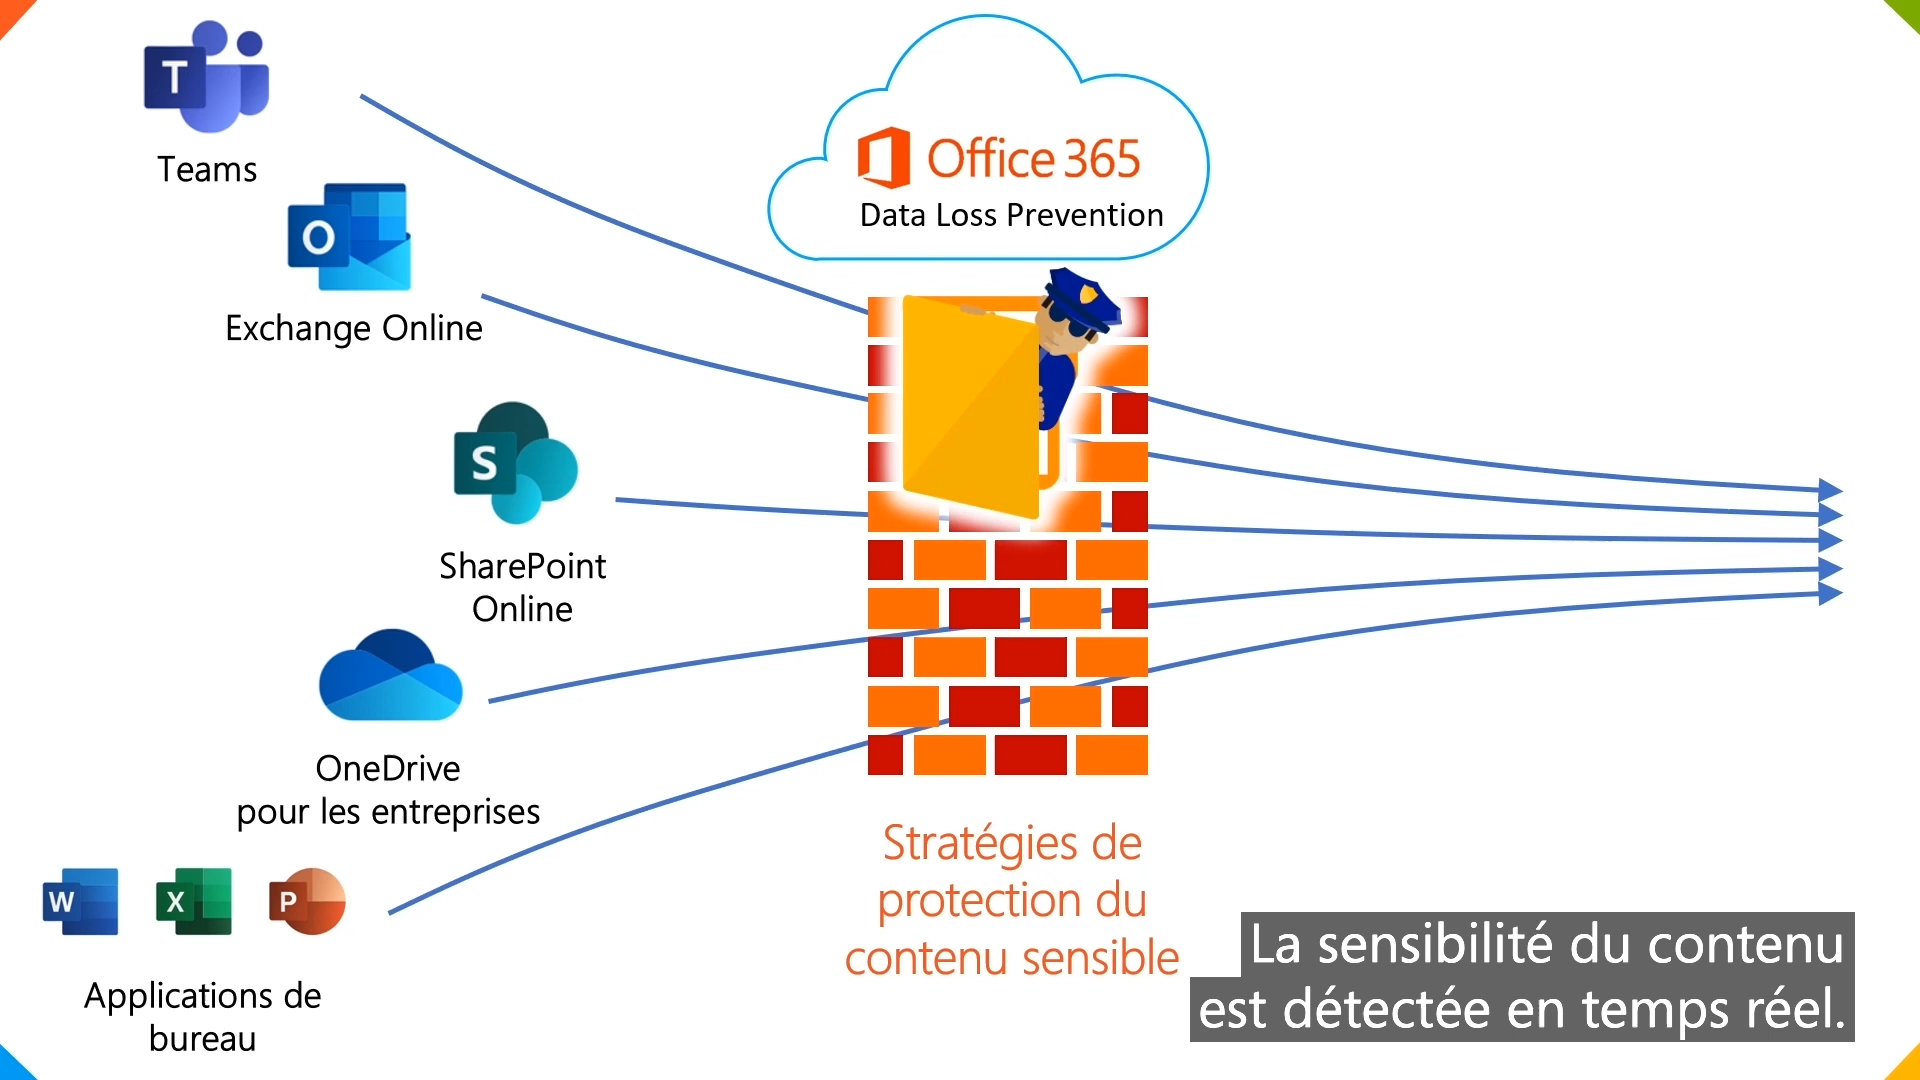 T
Teams
O
Exchange Online
S
SharePoint
Online
OneDrive
pour les entreprises
W
X
P
Applications de
bureau
Office 365
Data Loss Prevention
Stratégies de
protection du
contenu sensible
La sensibilité du contenu
est détectée en temps réel.